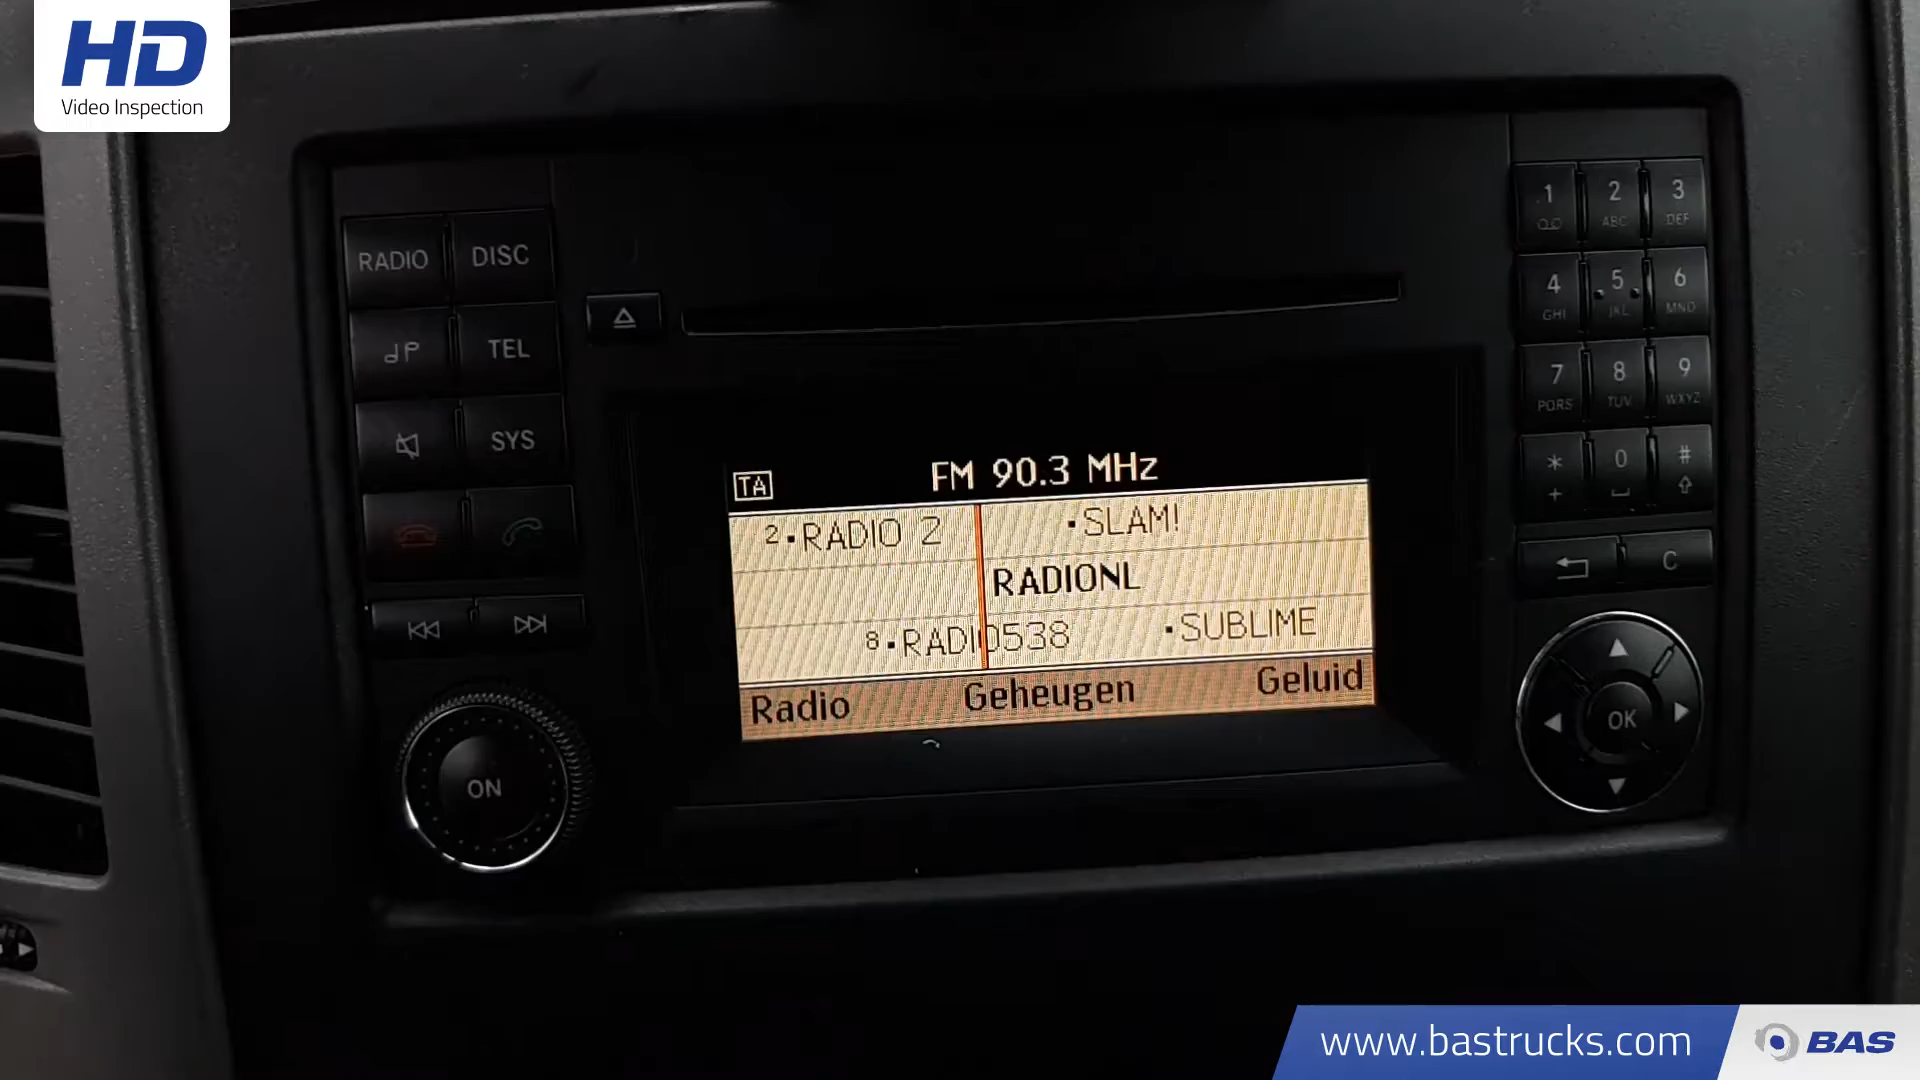 HD
Video Inspection
RADIO DISC
TEL
SYS
ON
TA FM 90.3 MHz
2•RADIO 2 •SLAM!
RADIONL
8•RADIO538 •SUBLIME
Radio Geheugen Geluid
1 2 3
ABC DEF
4 5 6
GHI JKL MNO
7 8 9
PQRS TUV WXYZ
* 0 #
+
C
OK
www.bastrucks.com BAS